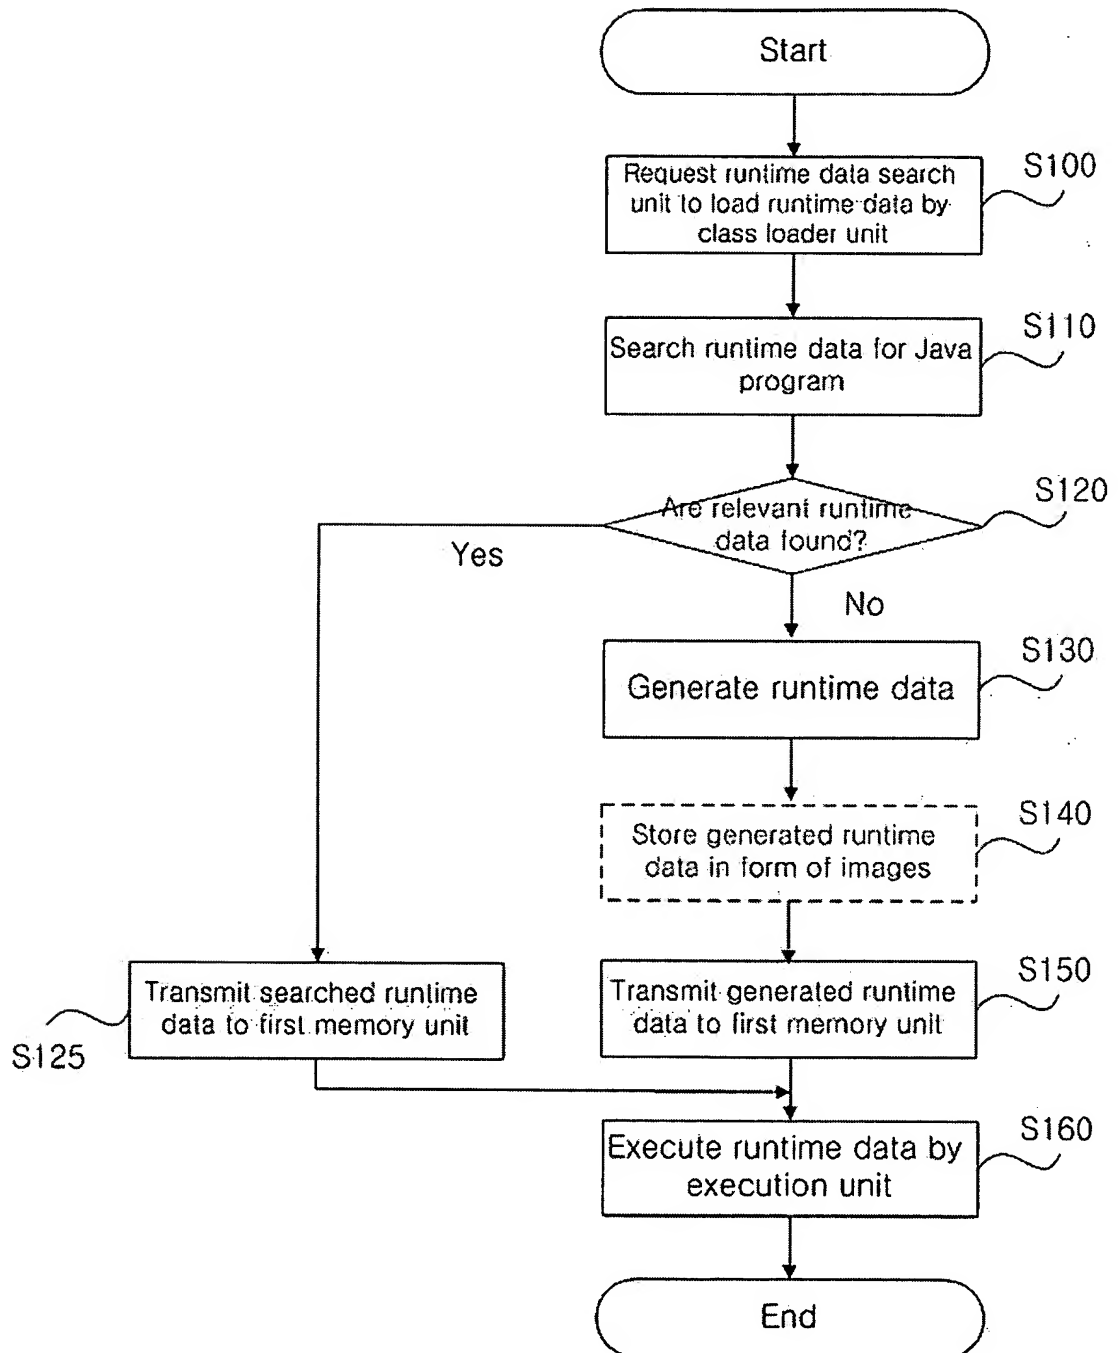 Start
Request runtime data search
unit to load runtime data by
class loader unit
S100
Search runtime data for Java
program
S110
Are relevant runtime
data found?
S120
Yes
No
Generate runtime data
S130
Store generated runtime
data in form of images
S140
Transmit searched runtime
data to first memory unit
S125
Transmit generated runtime
data to first memory unit
S150
Execute runtime data by
execution unit
S160
End